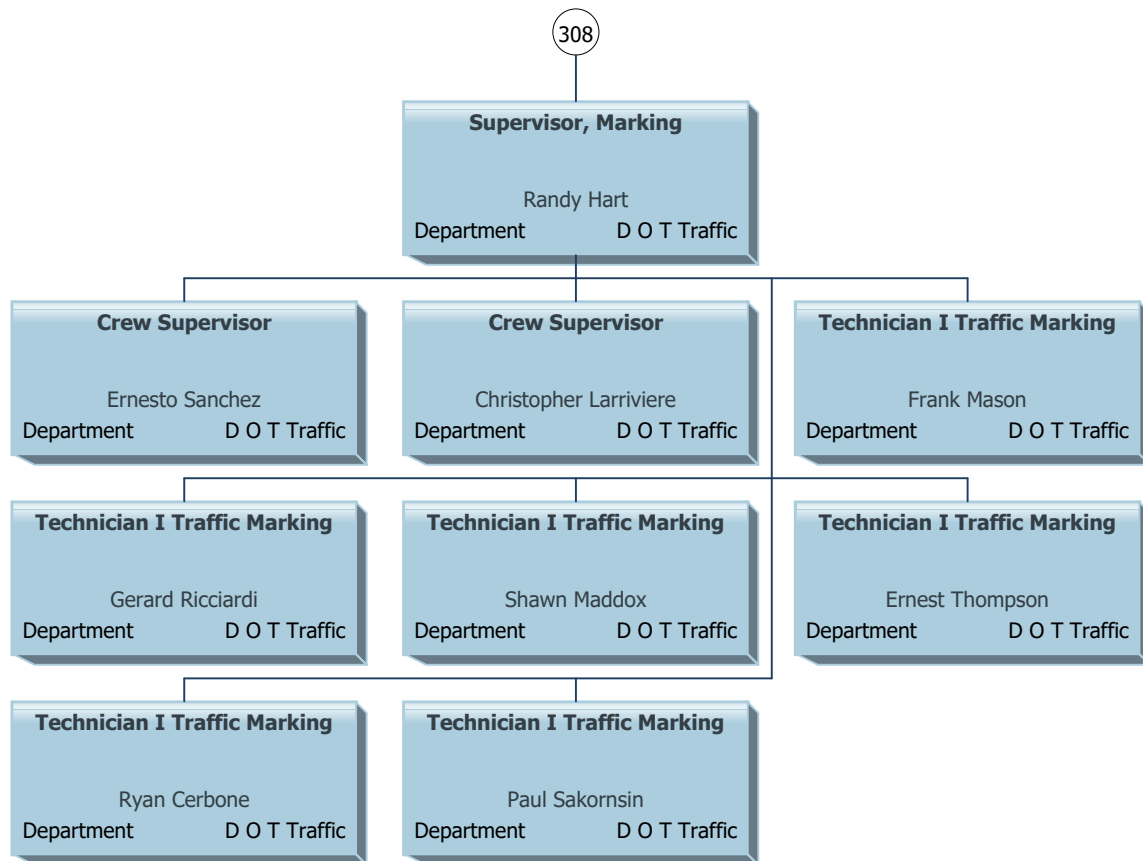 308
Supervisor, Marking
Randy Hart
Department D O T Traffic
Crew Supervisor
Ernesto Sanchez
Department D O T Traffic
Crew Supervisor
Christopher Larriviere
Department D O T Traffic
Technician I Traffic Marking
Frank Mason
Department D O T Traffic
Technician I Traffic Marking
Gerard Ricciardi
Department D O T Traffic
Technician I Traffic Marking
Shawn Maddox
Department D O T Traffic
Technician I Traffic Marking
Ernest Thompson
Department D O T Traffic
Technician I Traffic Marking
Ryan Cerbone
Department D O T Traffic
Technician I Traffic Marking
Paul Sakornsin
Department D O T Traffic